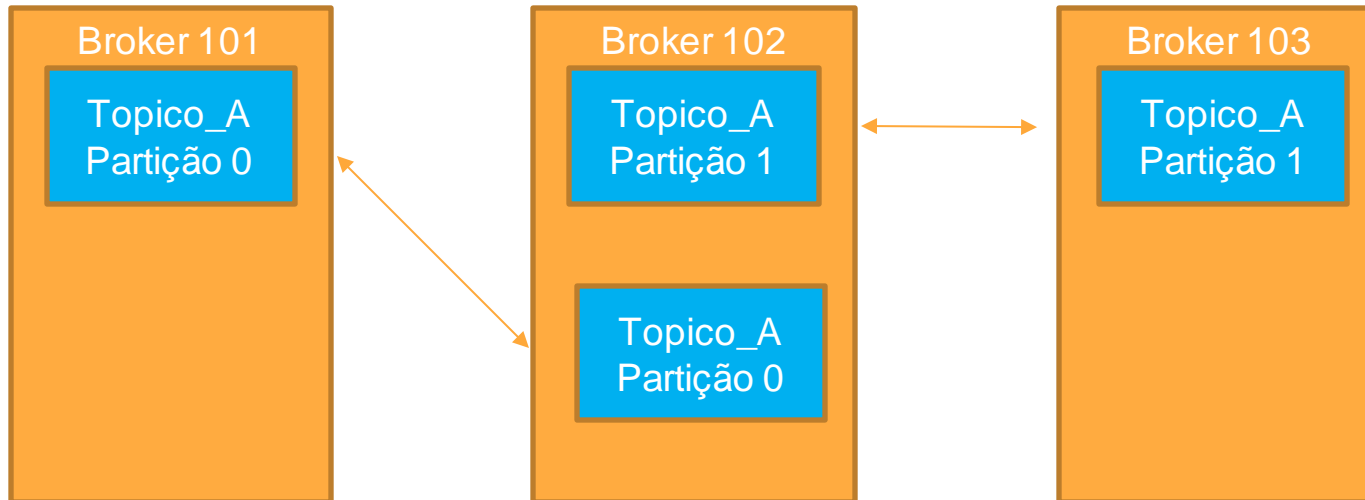 Broker 101
Topico_A
Partição 0
Broker 102
Topico_A
Partição 1
Topico_A
Partição 0
Broker 103
Topico_A
Partição 1